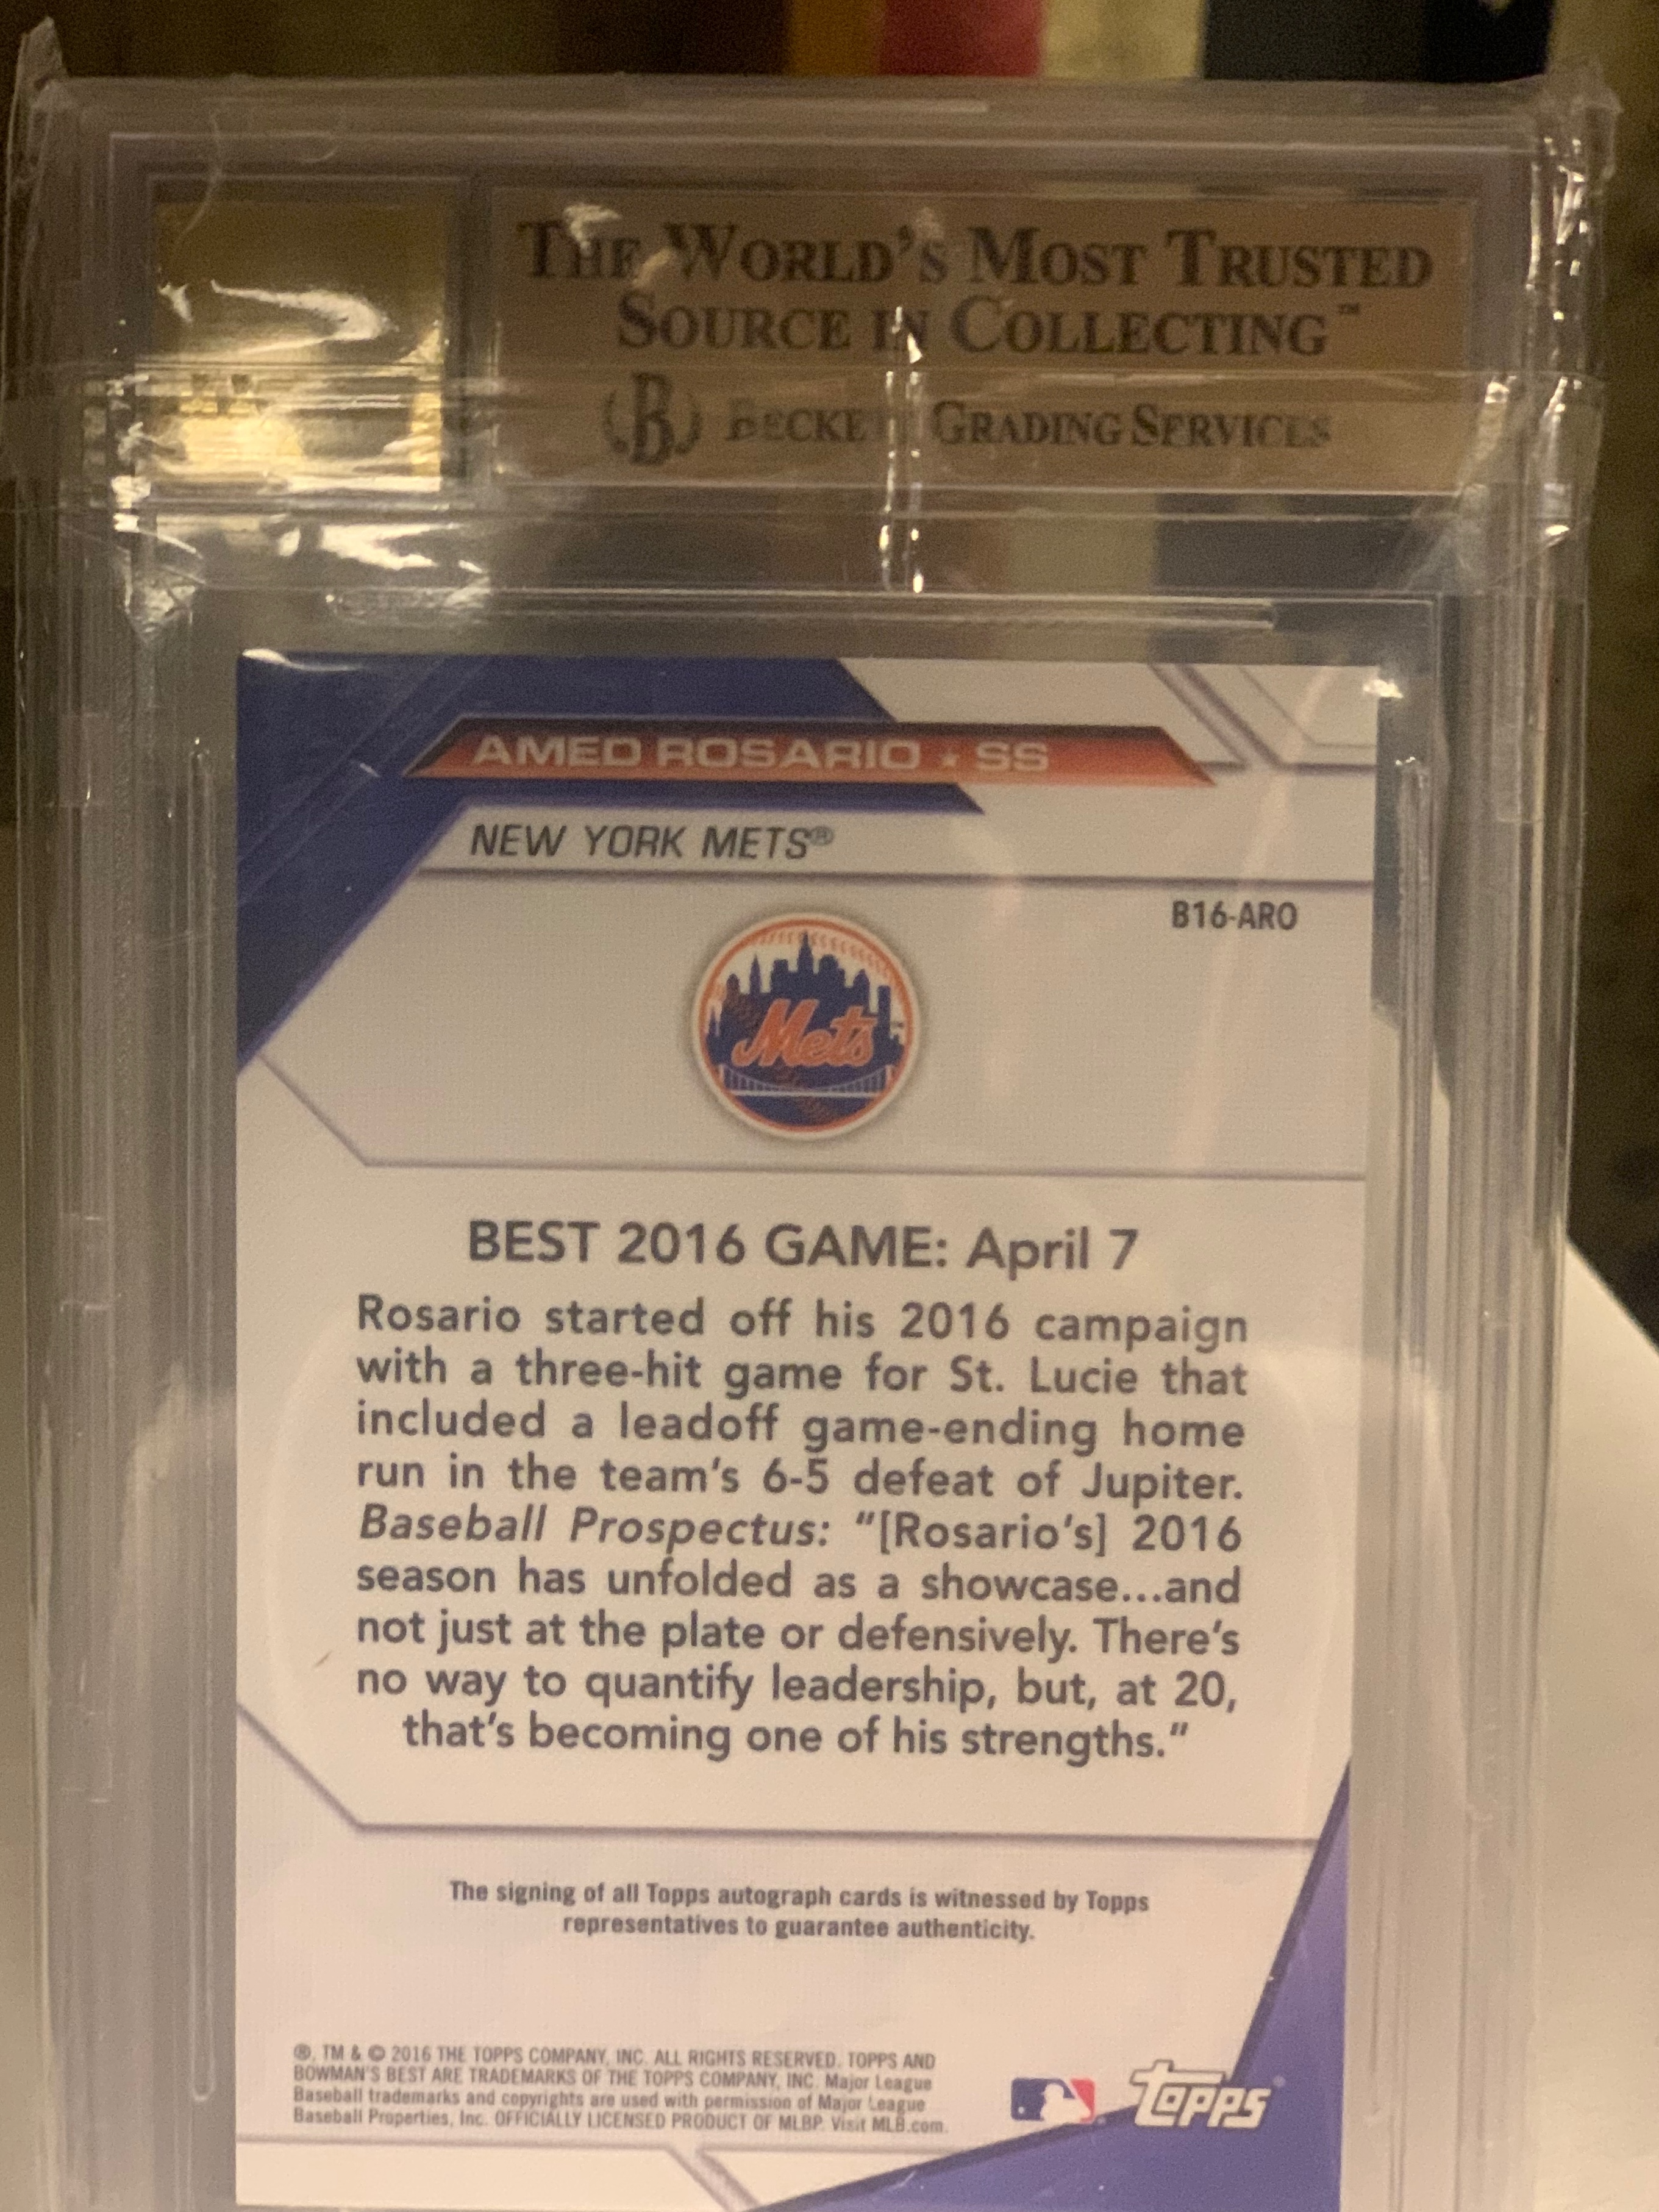 THE WORLD'S MOST TRUSTED
SOURCE IN COLLECTING™
B BECKETT GRADING SERVICES
AMED ROSARIO ★ SS
NEW YORK METS®
B16-ARO
Mets
BEST 2016 GAME: April 7
Rosario started off his 2016 campaign
with a three-hit game for St. Lucie that
included a leadoff game-ending home
run in the team's 6-5 defeat of Jupiter.
Baseball Prospectus: "[Rosario's] 2016
season has unfolded as a showcase...and
not just at the plate or defensively. There's
no way to quantify leadership, but, at 20,
that's becoming one of his strengths."
The signing of all Topps autograph cards is witnessed by Topps
representatives to guarantee authenticity.
®, TM & © 2016 THE TOPPS COMPANY, INC. ALL RIGHTS RESERVED. TOPPS AND
BOWMAN'S BEST ARE TRADEMARKS OF THE TOPPS COMPANY, INC. Major League
Baseball trademarks and copyrights are used with permission of Major League
Baseball Properties, Inc. OFFICIALLY LICENSED PRODUCT OF MLBP. Visit MLB.com.
Topps®